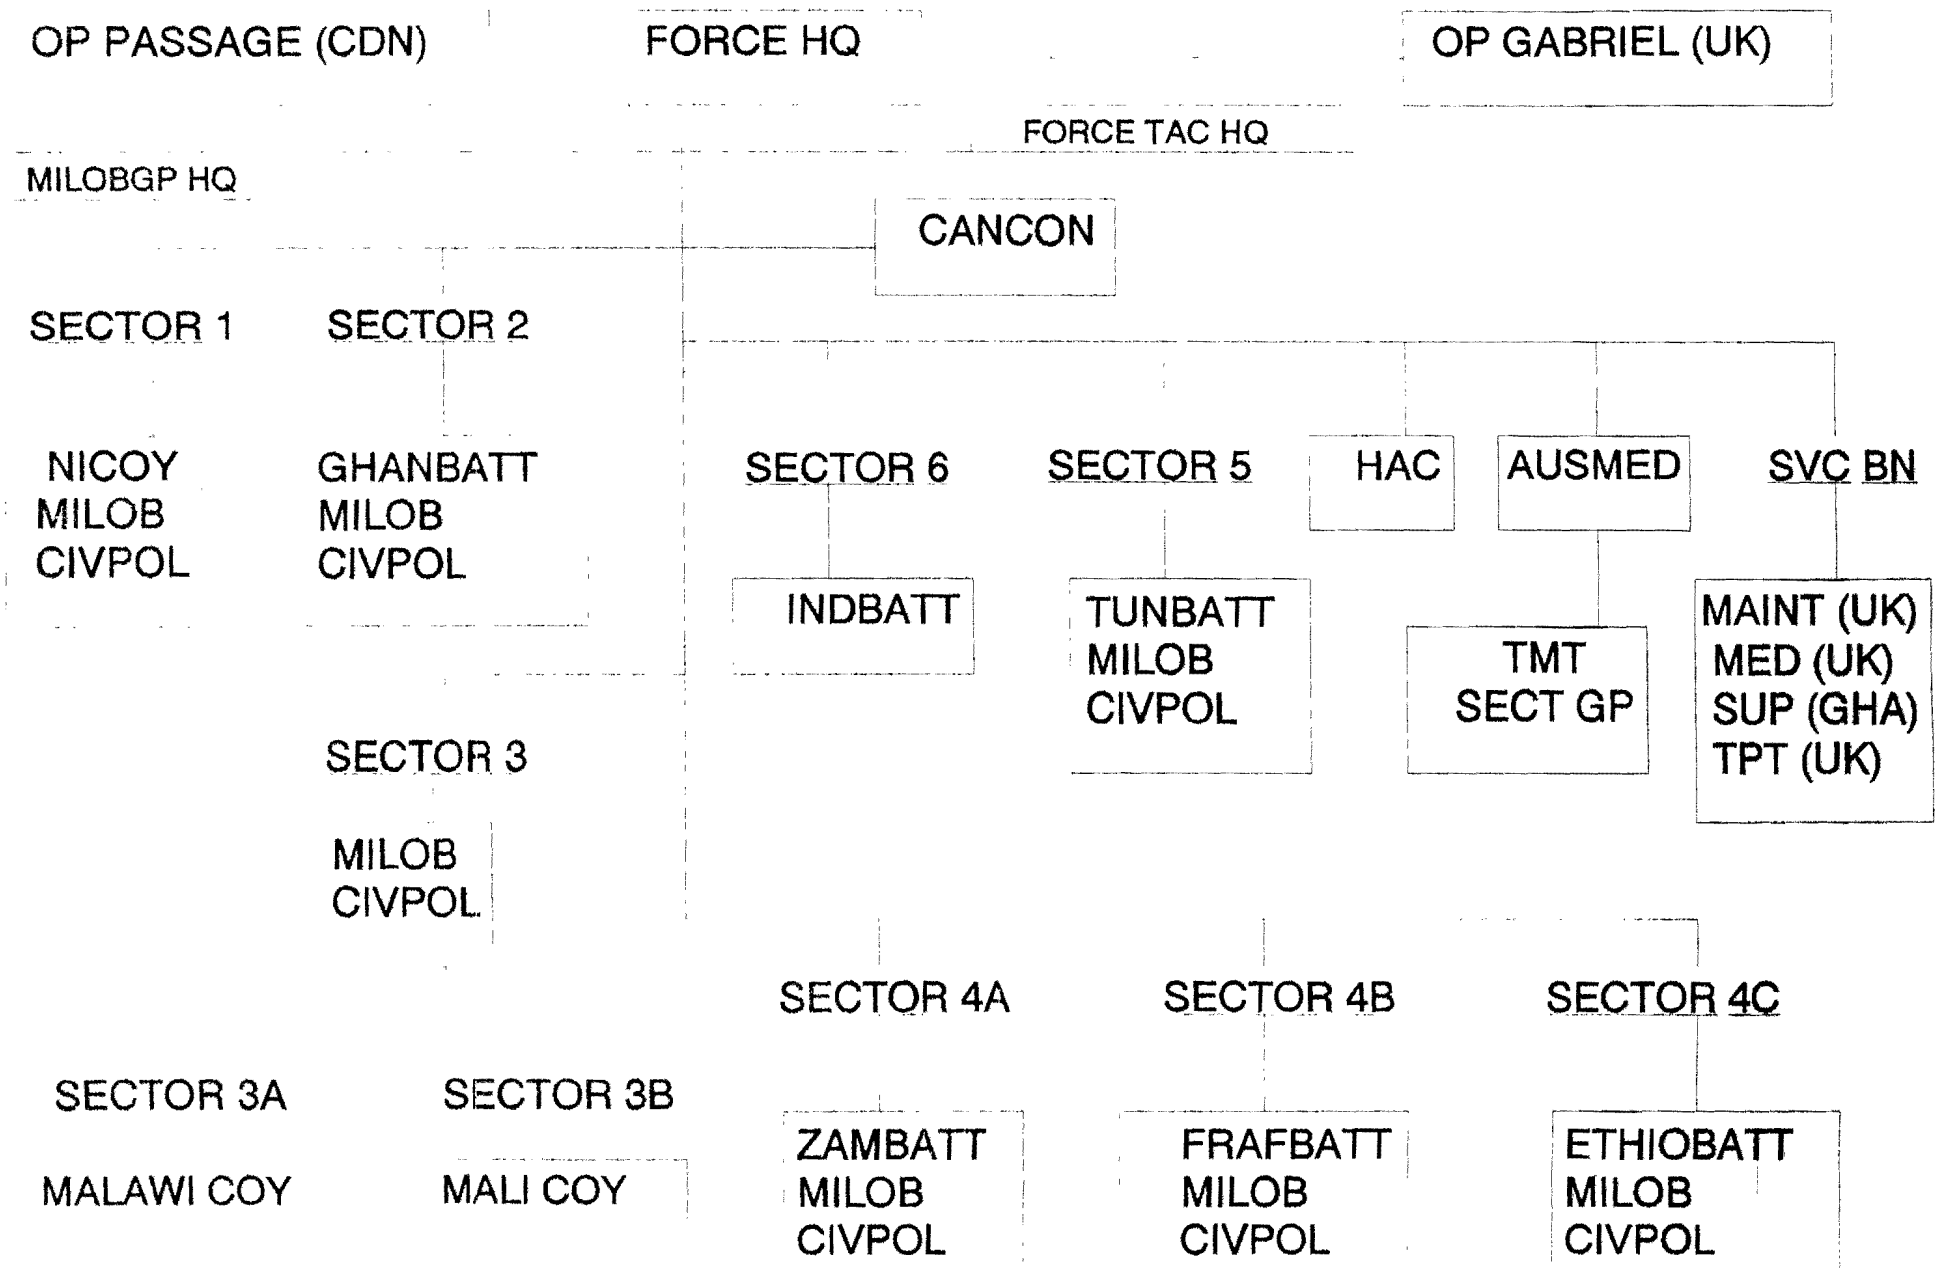 OP PASSAGE (CDN)
FORCE HQ
OP GABRIEL (UK)
FORCE TAC HQ
MILOBGP HQ
CANCON
SECTOR 1
SECTOR 2
NICOY
MILOB
CIVPOL
GHANBATT
MILOB
CIVPOL
SECTOR 6
SECTOR 5
HAC
AUSMED
SVC BN
INDBATT
TUNBATT
MILOB
CIVPOL
TMT
SECT GP
MAINT (UK)
MED (UK)
SUP (GHA)
TPT (UK)
SECTOR 3
MILOB
CIVPOL
SECTOR 4A
SECTOR 4B
SECTOR 4C
SECTOR 3A
SECTOR 3B
MALAWI COY
MALI COY
ZAMBATT
MILOB
CIVPOL
FRAFBATT
MILOB
CIVPOL
ETHIOBATT
MILOB
CIVPOL